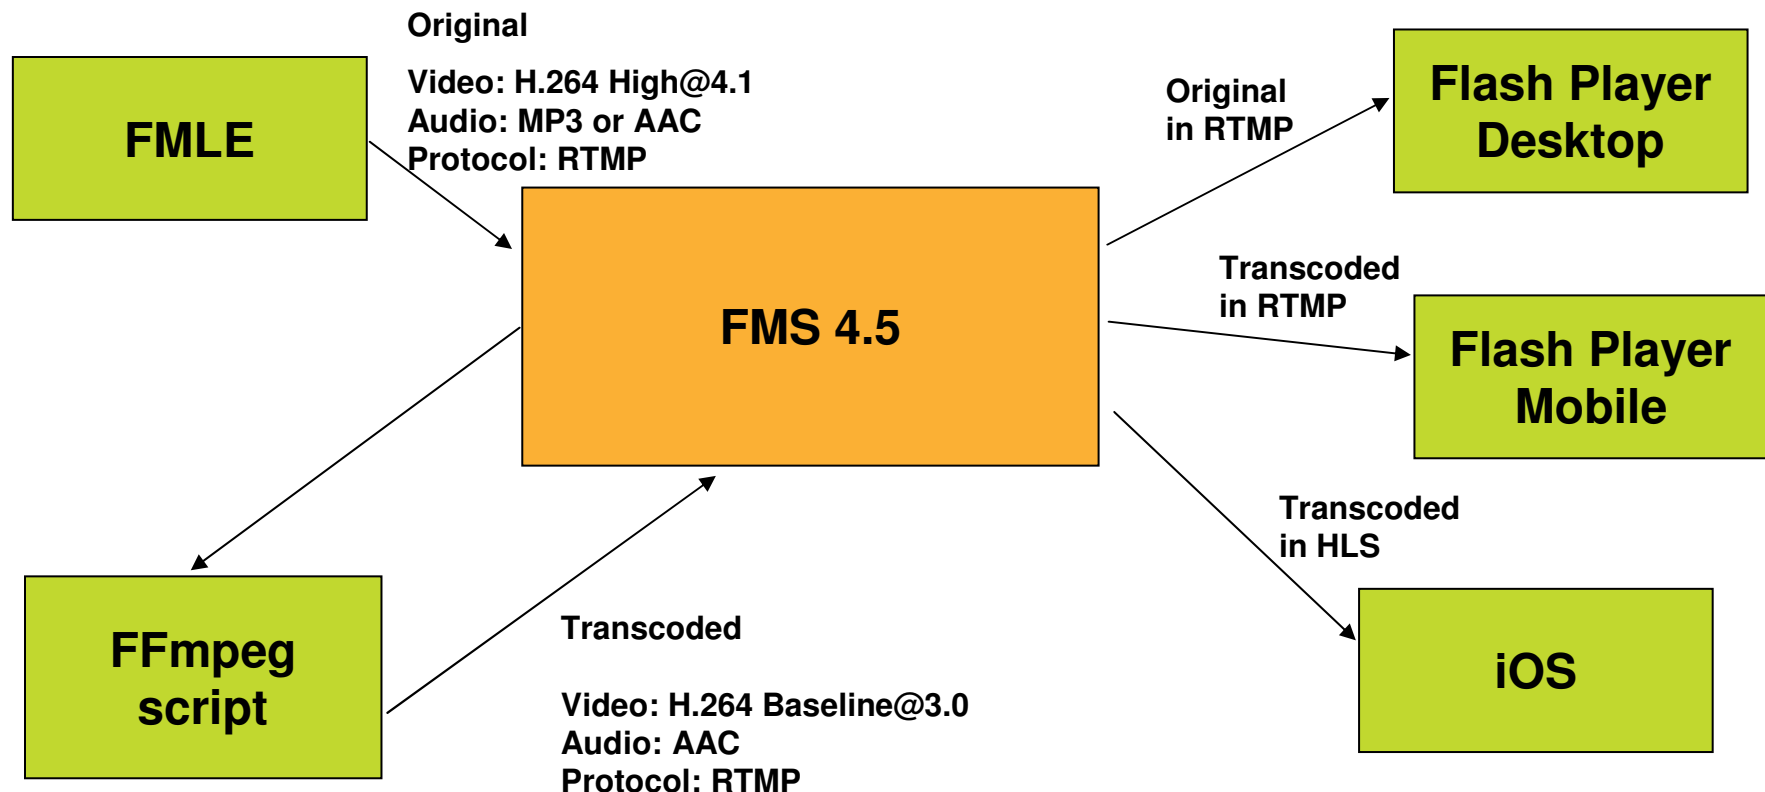 Original
Video: H.264 High@4.1
Audio: MP3 or AAC
Protocol: RTMP
FMLE
FMS 4.5
Original
in RTMP
Flash Player
Desktop
Transcoded
in RTMP
Flash Player
Mobile
Transcoded
in HLS
iOS
FFmpeg
script
Transcoded
Video: H.264 Baseline@3.0
Audio: AAC
Protocol: RTMP